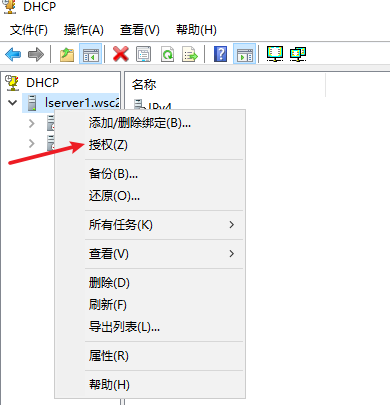 DHCP
文件(F) 操作(A) 查看(V) 帮助(H)
DHCP
lserver1.wsc2
名称
IPv4
添加/删除绑定(B)...
授权(Z)
备份(B)...
还原(O)...
所有任务(K)
查看(V)
删除(D)
刷新(F)
导出列表(L)...
属性(R)
帮助(H)